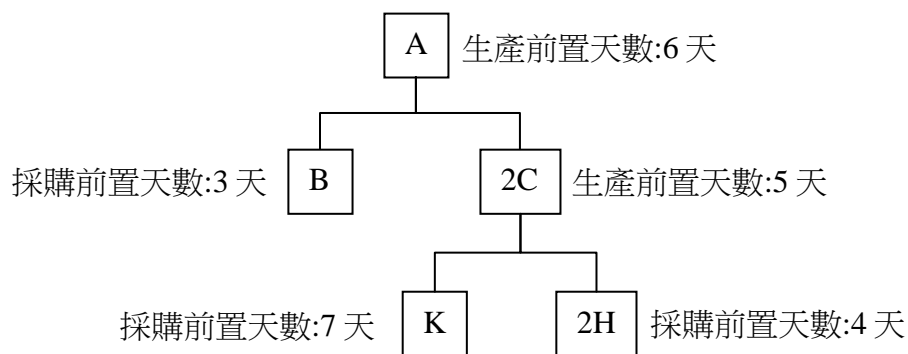 A 生產前置天數:6 天
採購前置天數:3 天 B 2C 生產前置天數:5 天
採購前置天數:7 天 K 2H 採購前置天數:4 天